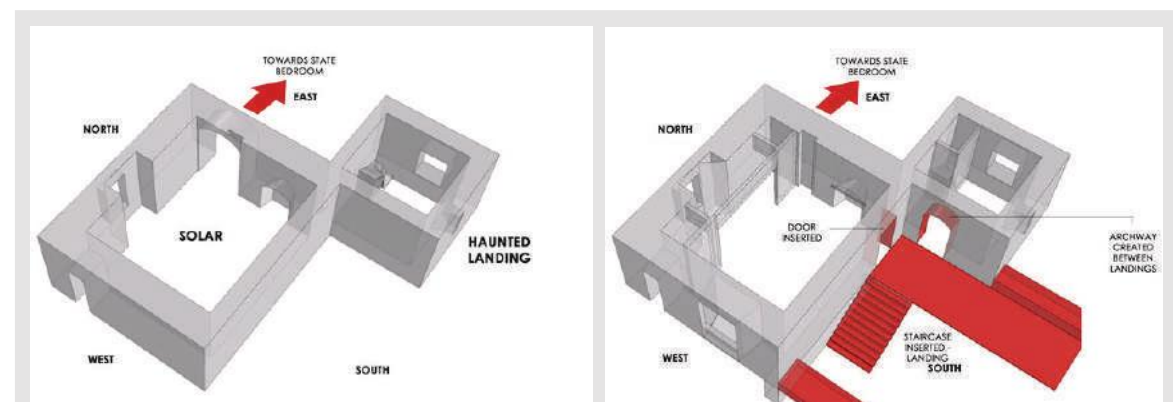 TOWARDS STATE
BEDROOM
EAST
NORTH
SOLAR
HAUNTED
LANDING
WEST
SOUTH
TOWARDS STATE
BEDROOM
EAST
NORTH
DOOR
INSERTED
ARCHWAY
CREATED
BETWEEN
LANDINGS
STAIRCASE
INSERTED -
LANDING
SOUTH
WEST